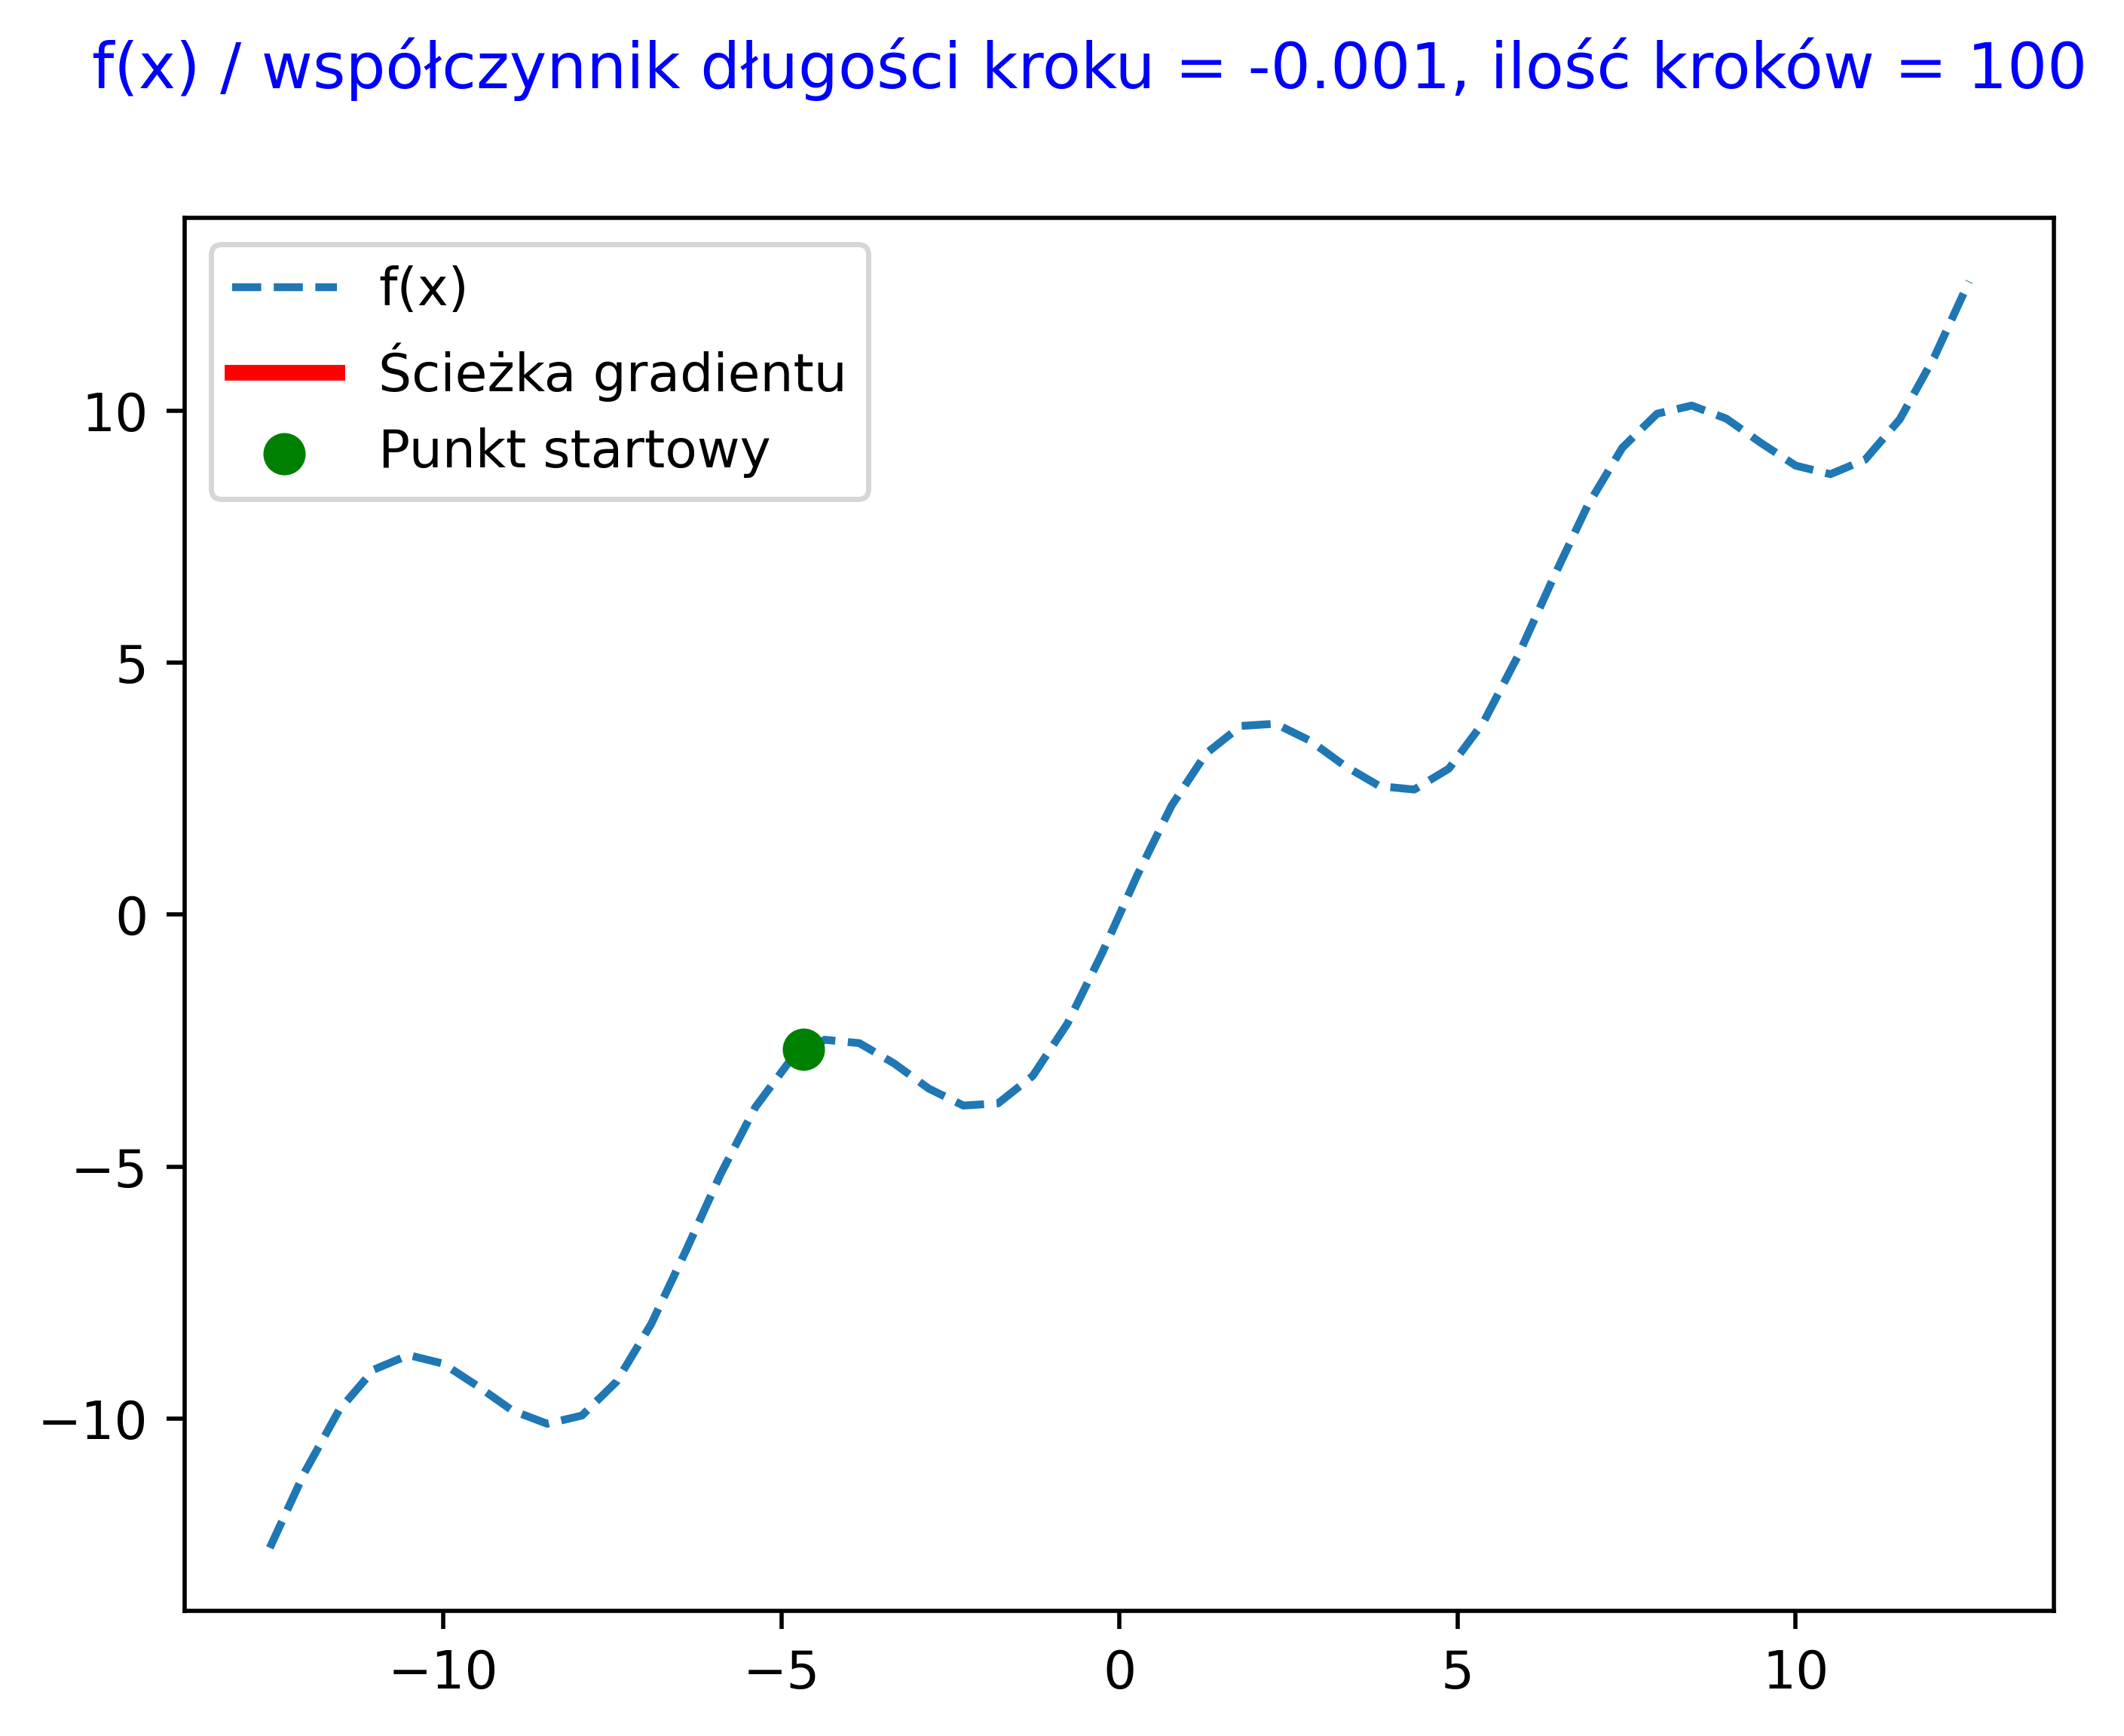 f(x) / współczynnik długości kroku = -0.001, ilość kroków = 100
f(x)
Ścieżka gradientu
Punkt startowy
10
5
0
−5
−10
−10
−5
0
5
10